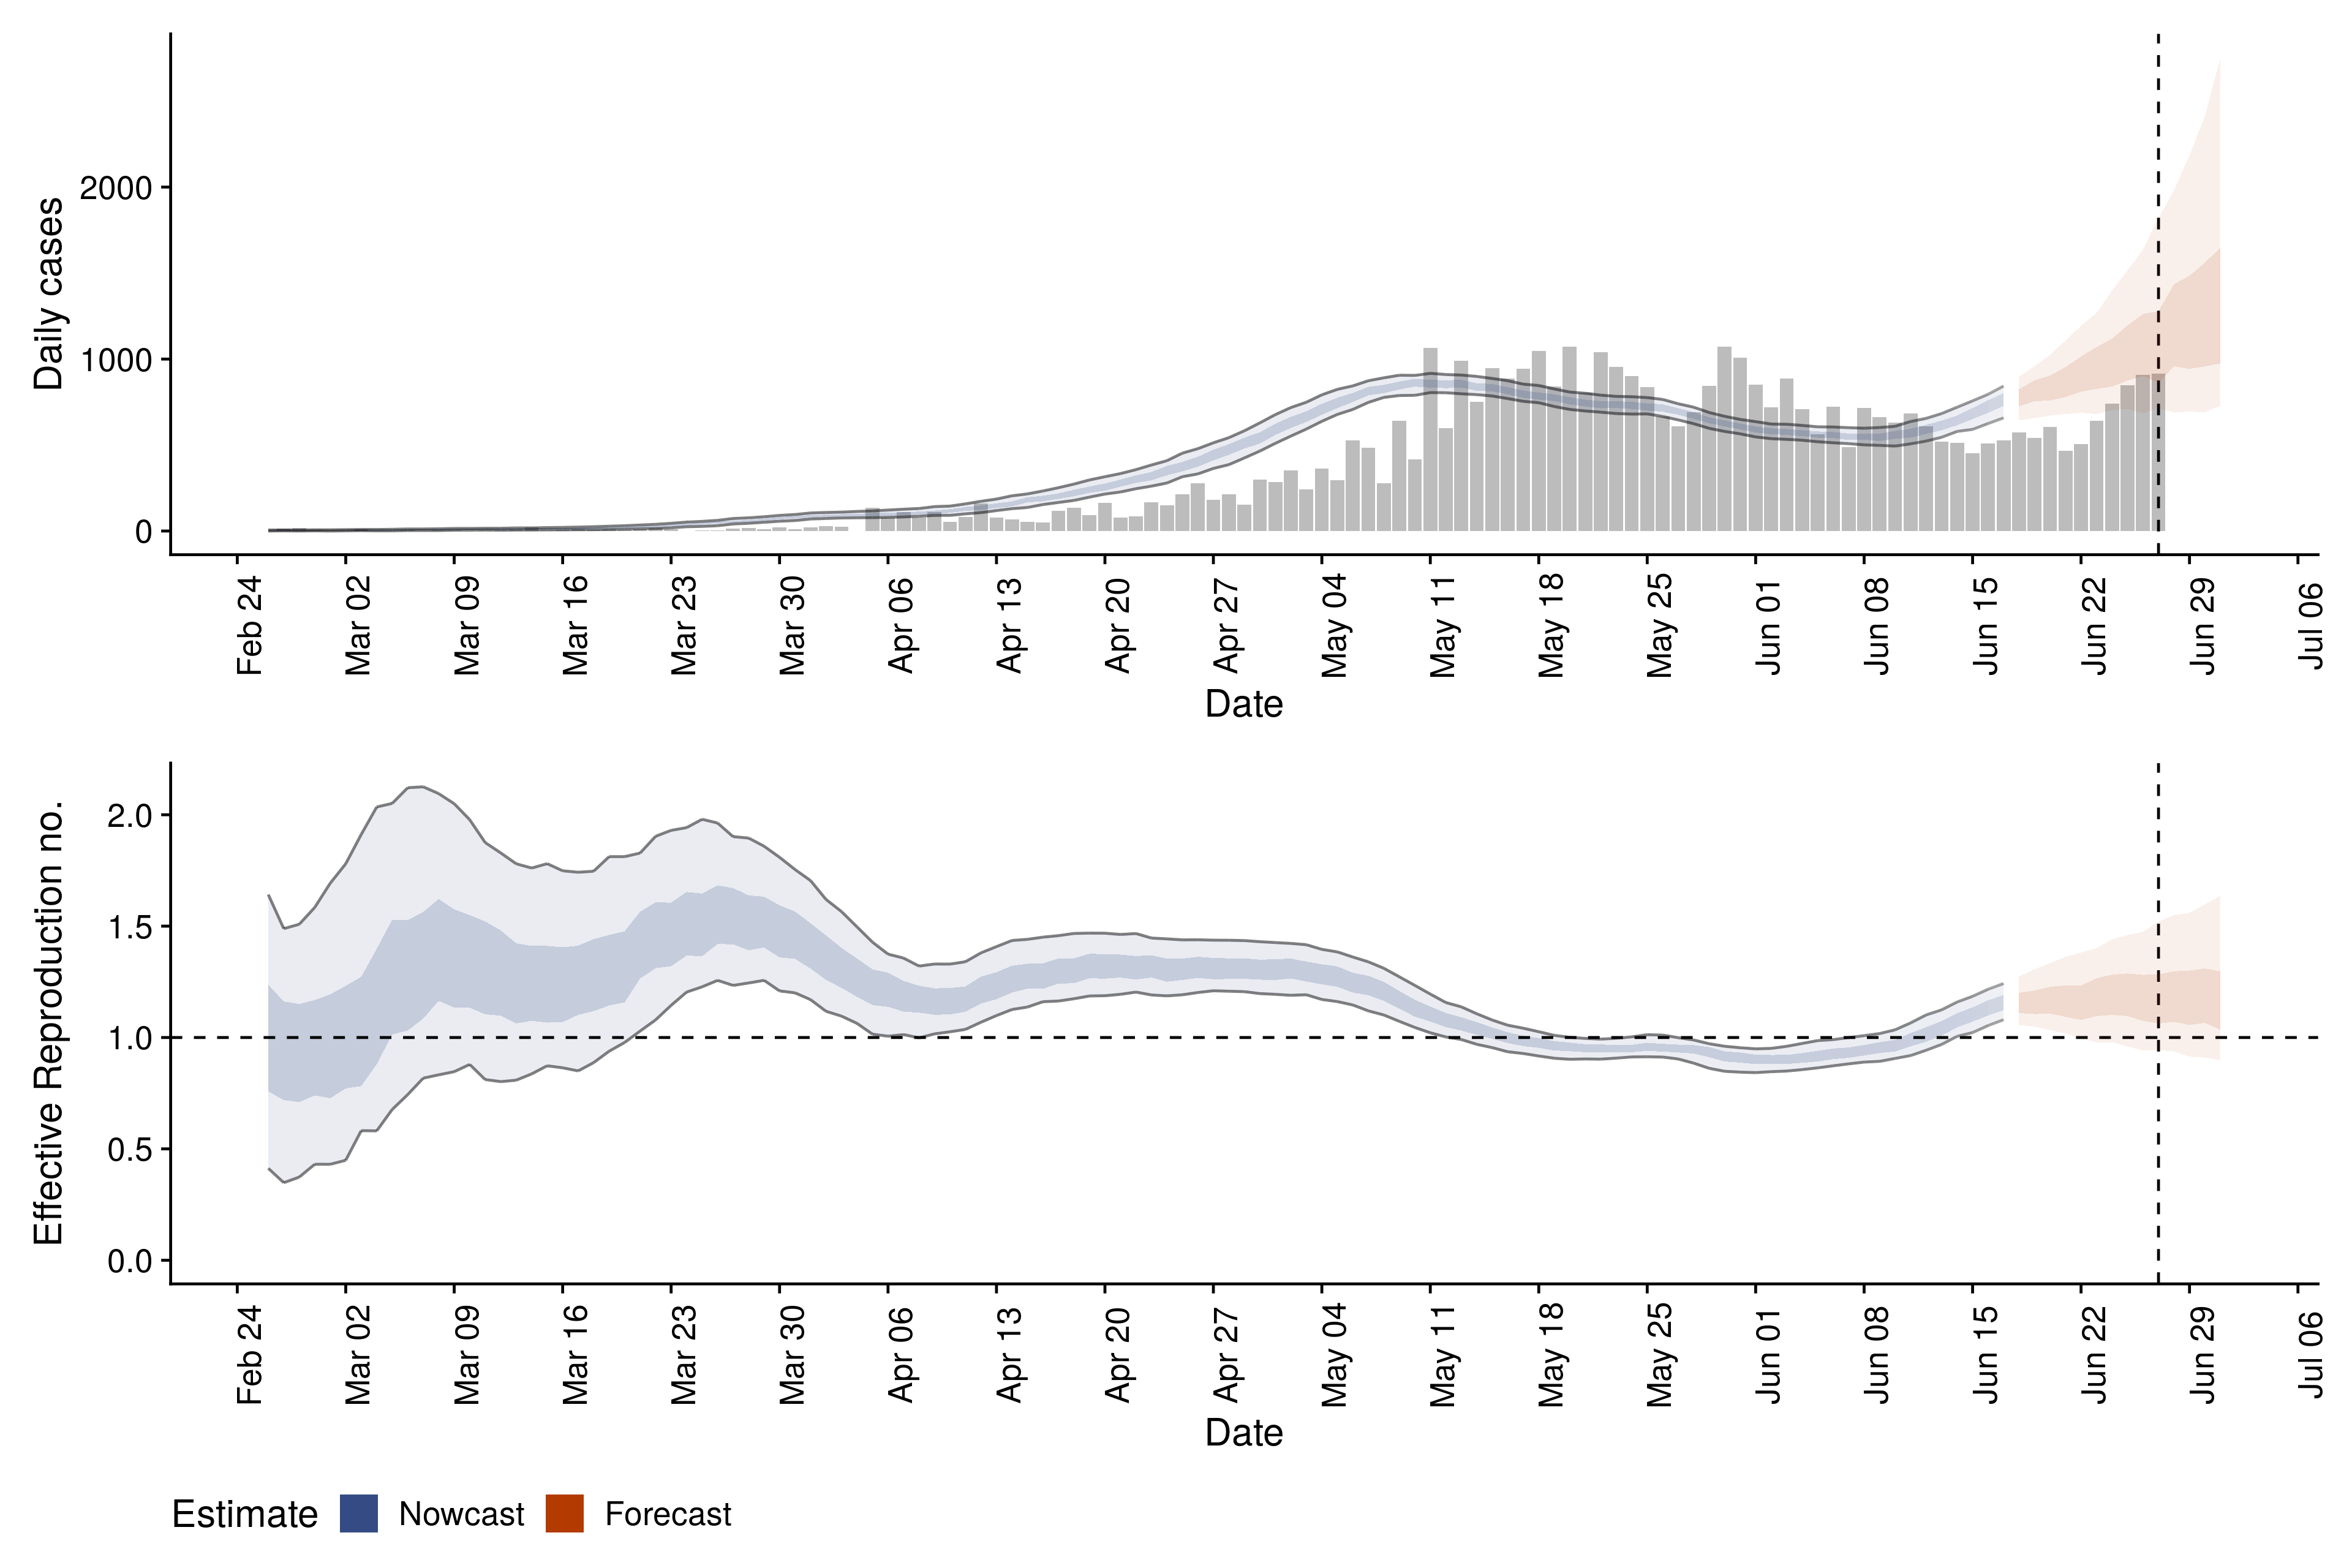 Daily cases
2000
1000
0
Feb 24
Mar 02
Mar 09
Mar 16
Mar 23
Mar 30
Apr 06
Apr 13
Apr 20
Apr 27
May 04
May 11
May 18
May 25
Jun 01
Jun 08
Jun 15
Jun 22
Jun 29
Jul 06
Date
Effective Reproduction no.
2.0
1.5
1.0
0.5
0.0
Feb 24
Mar 02
Mar 09
Mar 16
Mar 23
Mar 30
Apr 06
Apr 13
Apr 20
Apr 27
May 04
May 11
May 18
May 25
Jun 01
Jun 08
Jun 15
Jun 22
Jun 29
Jul 06
Date
Estimate Nowcast Forecast